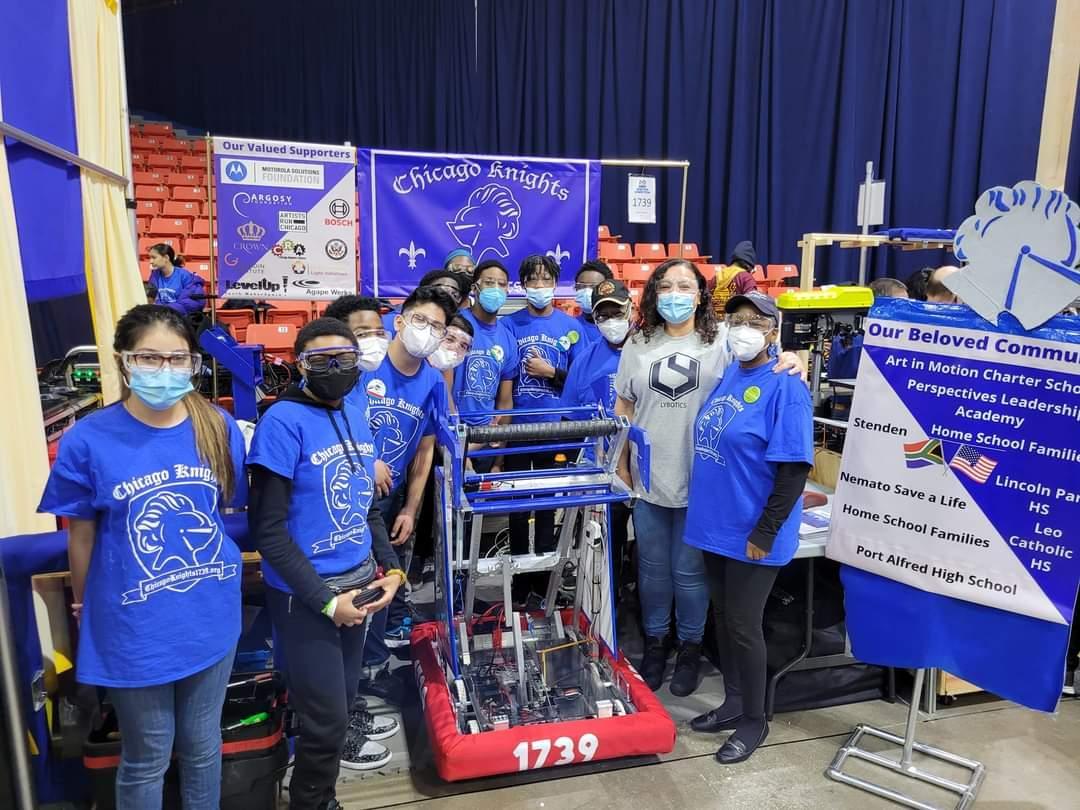 Our Valued Supporters
MOTOROLA SOLUTIONS
FOUNDATION
ARGOSY
FOUNDATION
ARTISTS
RUN
CHICAGO
BOSCH
CROWN
LevelUp!
Agape Werks
Chicago Knights
1739
Chicago Knights
ChicagoKnights1739.org
Chicago Knights
Chicago Knights
LYBOTICS
1739
Our Beloved Commu
Art in Motion Charter Scho
Perspectives Leadership
Academy
Home School Familie
Stenden
Lincoln Par
HS
Nemato Save a Life
Leo
Catholic
HS
Home School Families
Port Alfred High School